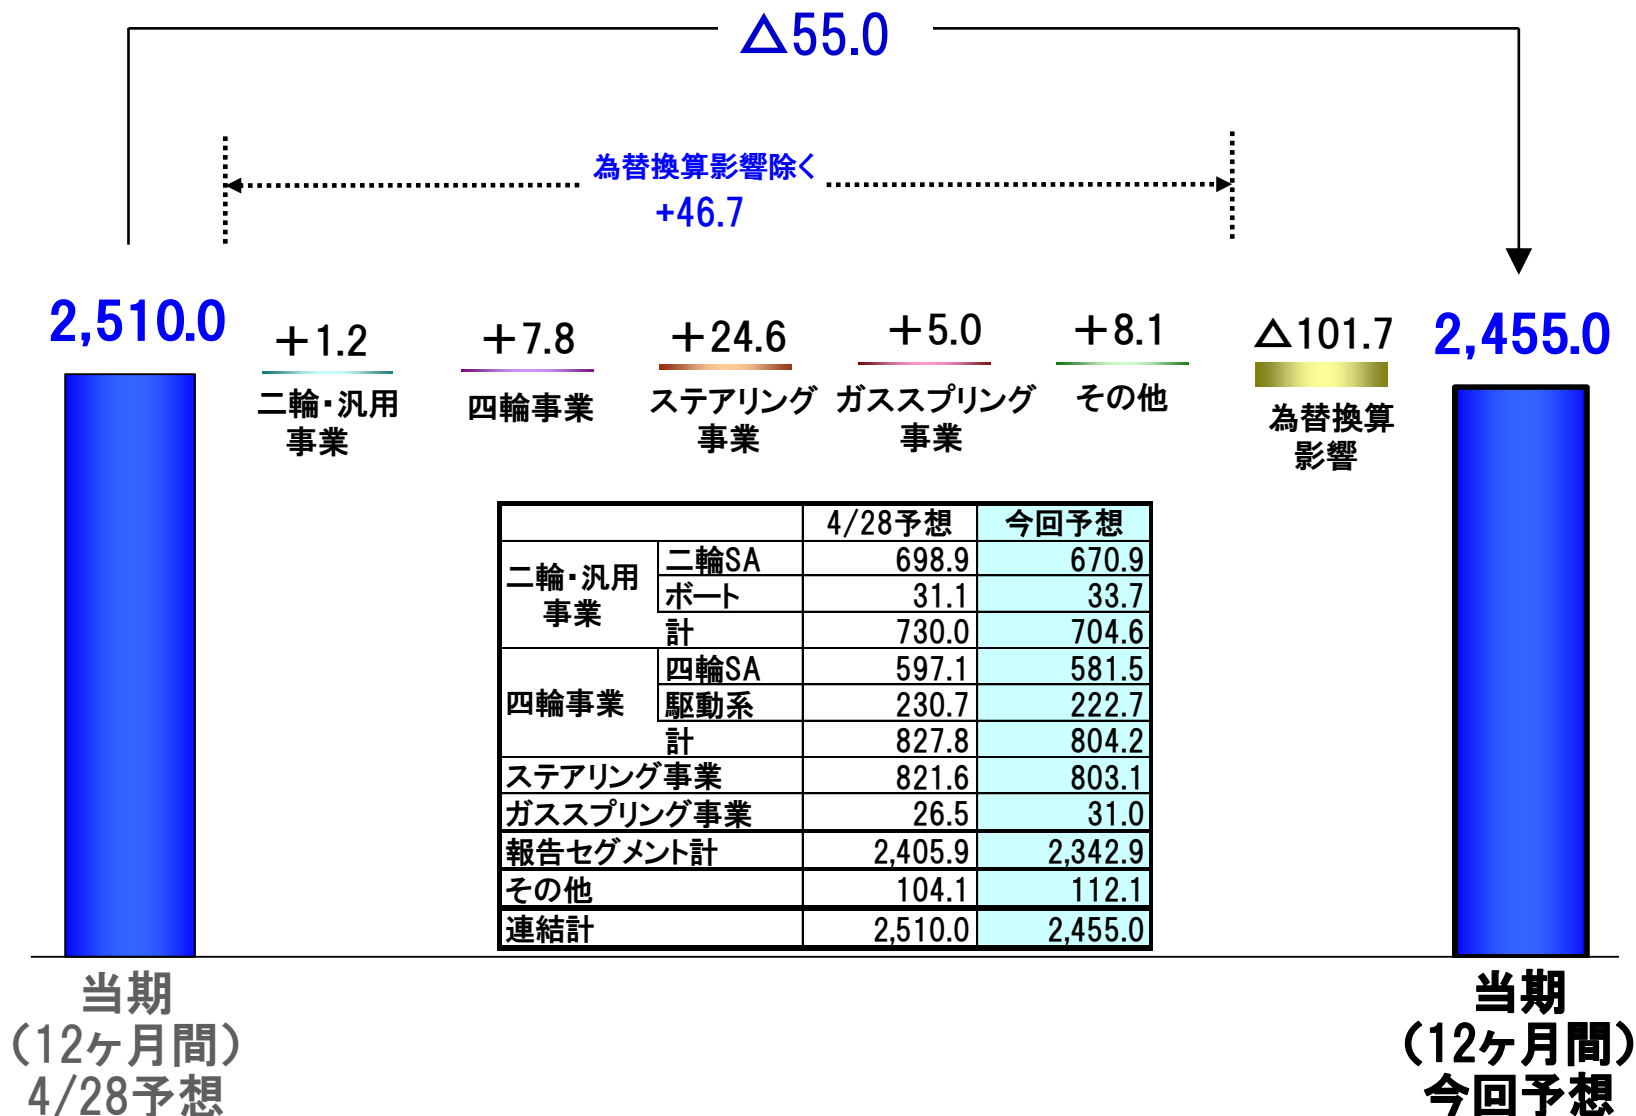 △55.0
為替換算影響除く
+46.7
2,510.0
＋1.2
二輪・汎用
事業
＋7.8
四輪事業
＋24.6
ステアリング
事業
＋5.0
ガススプリング
事業
＋8.1
その他
△101.7
為替換算
影響
2,455.0
4/28予想 今回予想
二輪・汎用
事業
二輪SA 698.9 670.9
ボート 31.1 33.7
計 730.0 704.6
四輪事業
四輪SA 597.1 581.5
駆動系 230.7 222.7
計 827.8 804.2
ステアリング事業 821.6 803.1
ガススプリング事業 26.5 31.0
報告セグメント計 2,405.9 2,342.9
その他 104.1 112.1
連結計 2,510.0 2,455.0
当期
（12ヶ月間）
4/28予想
当期
（12ヶ月間）
今回予想